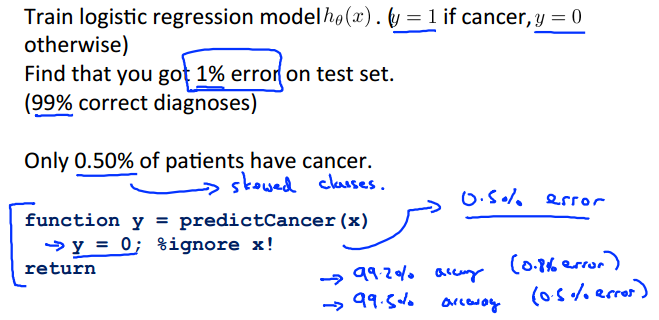 Train logistic regression model hθ(x). (y = 1 if cancer, y = 0
otherwise)
Find that you got 1% error on test set.
(99% correct diagnoses)
Only 0.50% of patients have cancer.
→ skewed classes.
function y = predictCancer(x)
→ 0.5% error
→ y = 0; %ignore x!
return
→ 99.2% accuracy (0.8% error)
→ 99.5% accuracy (0.5% error)